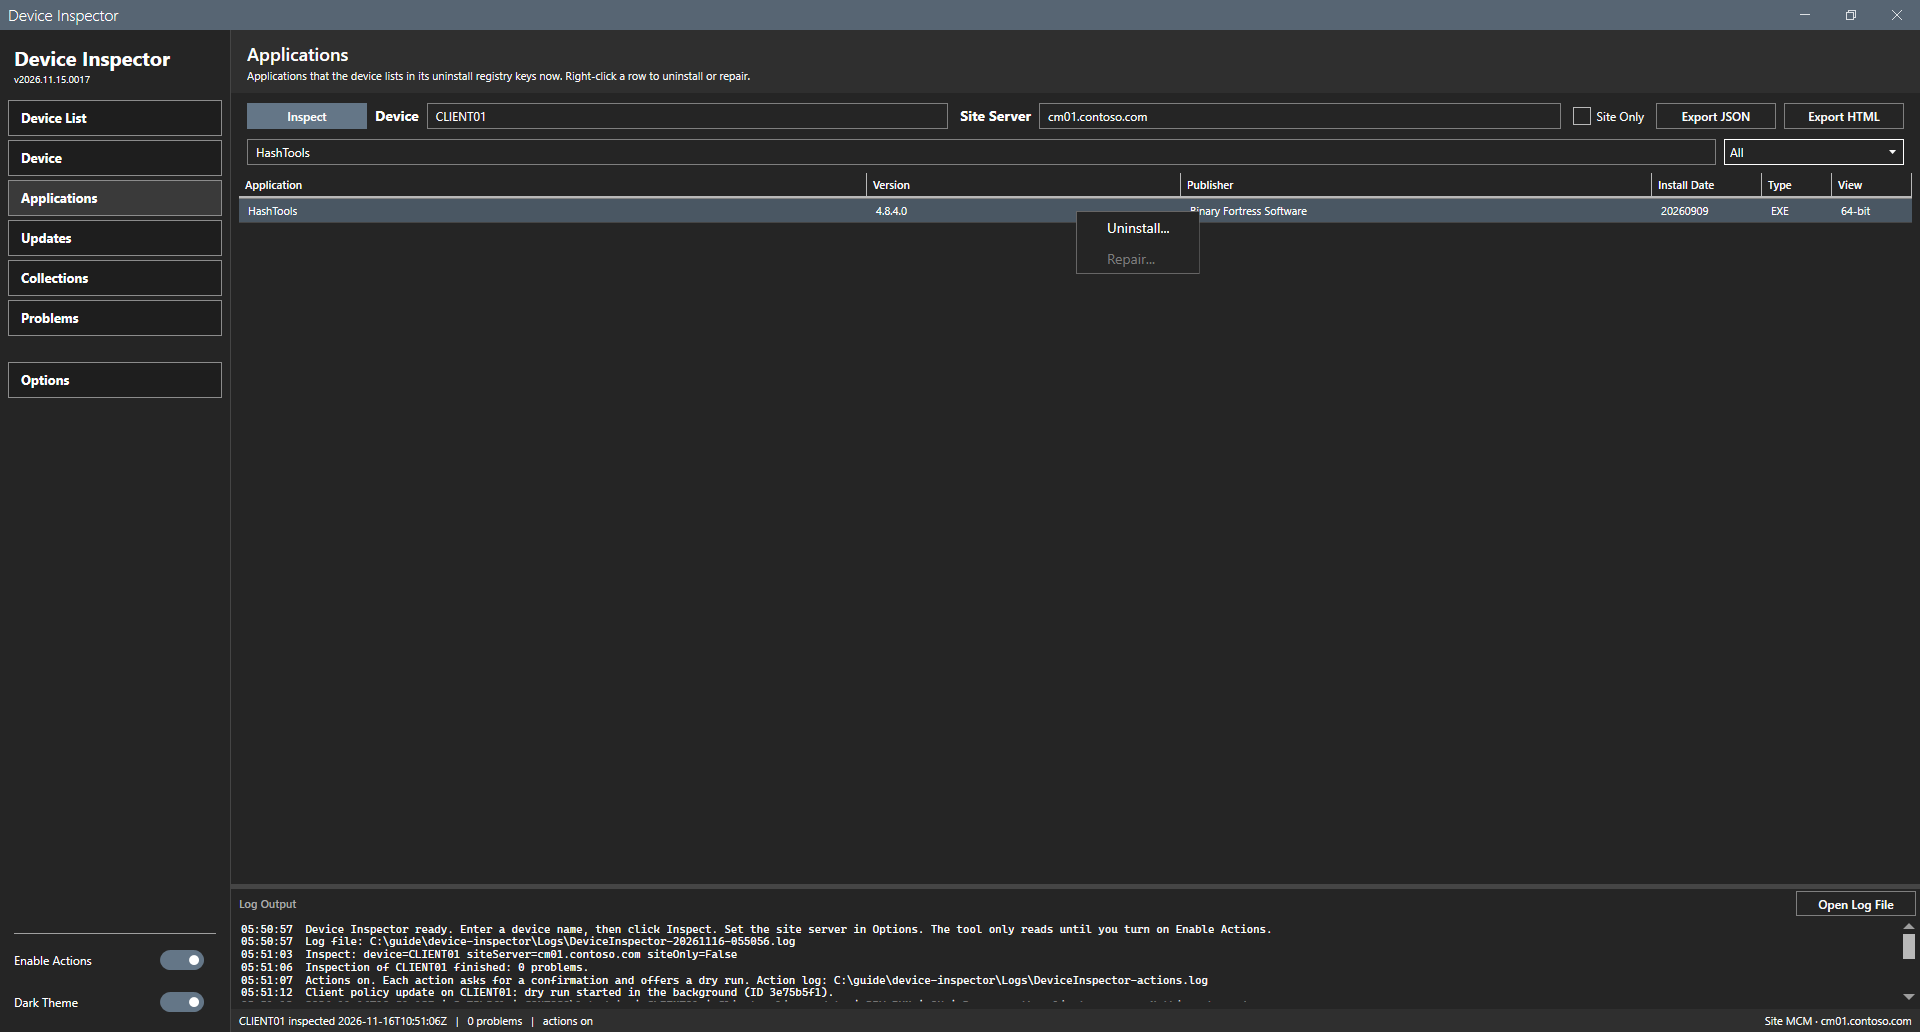 Device Inspector
Device Inspector
v2026.11.15.0017
Device List
Device
Applications
Updates
Collections
Problems
Options
Enable Actions
Dark Theme
Applications
Applications that the device lists in its uninstall registry keys now. Right-click a row to uninstall or repair.
Inspect Device CLIENT01 Site Server cm01.contoso.com Site Only Export JSON Export HTML
HashTools All
Application Version Publisher Install Date Type View
HashTools 4.8.4.0 Binary Fortress Software 20260909 EXE 64-bit
Uninstall...
Repair...
Log Output Open Log File
05:50:57 Device Inspector ready. Enter a device name, then click Inspect. Set the site server in Options. The tool only reads until you turn on Enable Actions.
05:50:57 Log file: C:\guide\device-inspector\Logs\DeviceInspector-20261116-055056.log
05:51:03 Inspect: device=CLIENT01 siteServer=cm01.contoso.com siteOnly=False
05:51:06 Inspection of CLIENT01 finished: 0 problems.
05:51:07 Actions on. Each action asks for a confirmation and offers a dry run. Action log: C:\guide\device-inspector\Logs\DeviceInspector-actions.log
05:51:12 Client policy update on CLIENT01: dry run started in the background (ID 3e75b5f1).
CLIENT01 inspected 2026-11-16T10:51:06Z | 0 problems | actions on
Site MCM · cm01.contoso.com